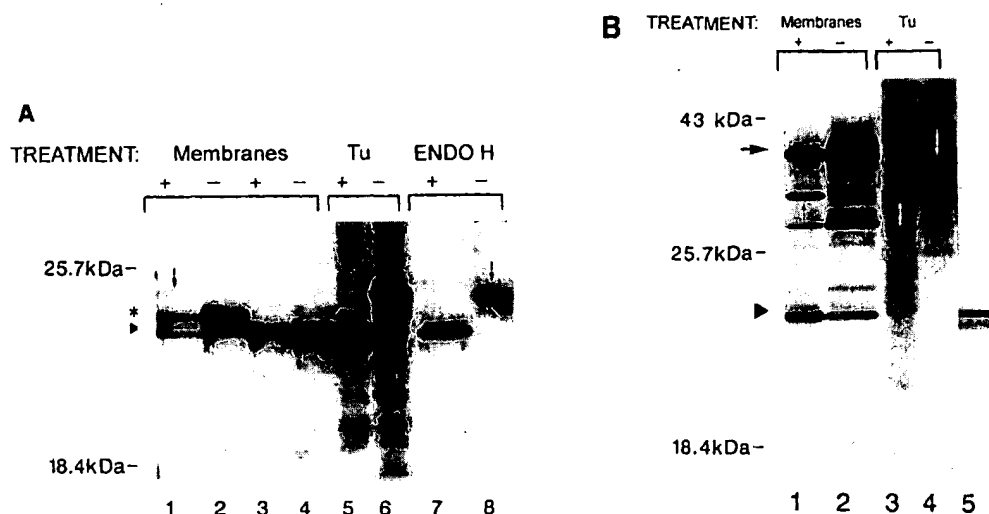 A
TREATMENT: Membranes Tu ENDO H
+ − + − + − + −
25.7kDa−
*
18.4kDa−
1 2 3 4 5 6 7 8
B TREATMENT: Membranes Tu
+ − + −
43 kDa−
25.7kDa−
18.4kDa−
1 2 3 4 5